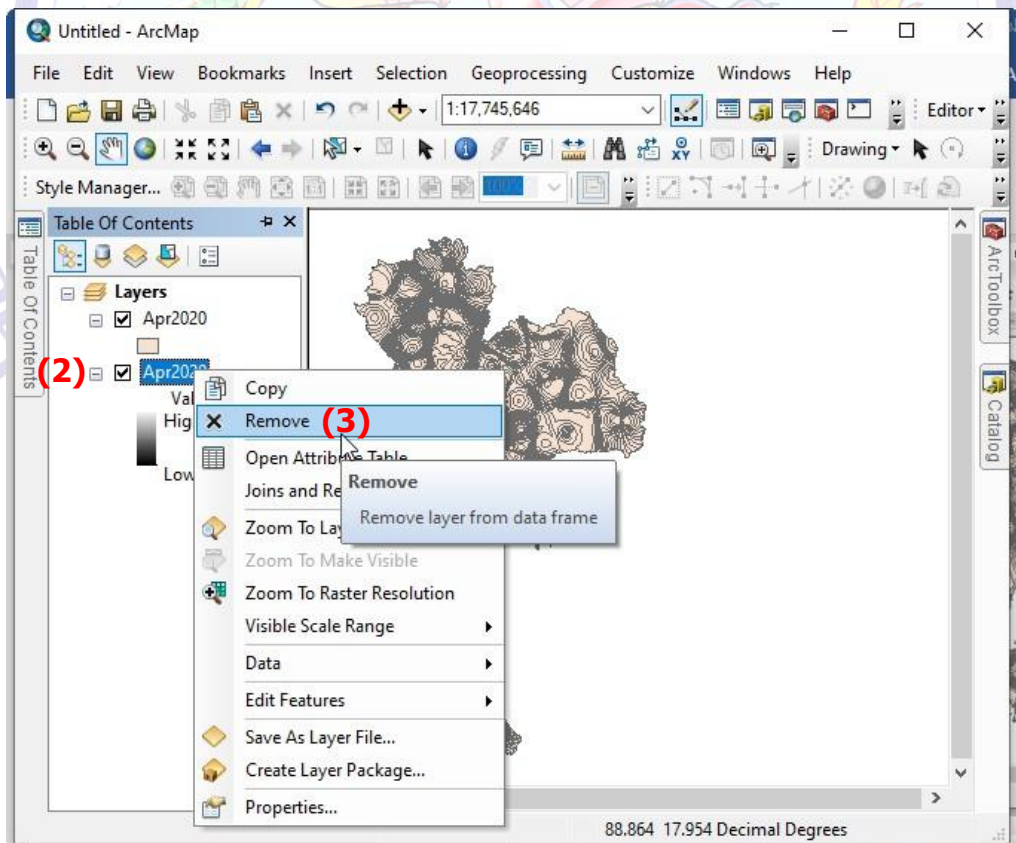 Untitled - ArcMap
File Edit View Bookmarks Insert Selection Geoprocessing Customize Windows Help
1:17,745,646
Editor
Drawing
Style Manager...
100%
Table Of Contents
Table Of Contents
Layers
Apr2020
(2)
Apr2020
Val
Hig
Low
Copy
Remove (3)
Open Attribute Table
Joins and Re
Remove
Remove layer from data frame
Zoom To Lay
Zoom To Make Visible
Zoom To Raster Resolution
Visible Scale Range
Data
Edit Features
Save As Layer File...
Create Layer Package...
Properties...
ArcToolbox
Catalog
88.864 17.954 Decimal Degrees